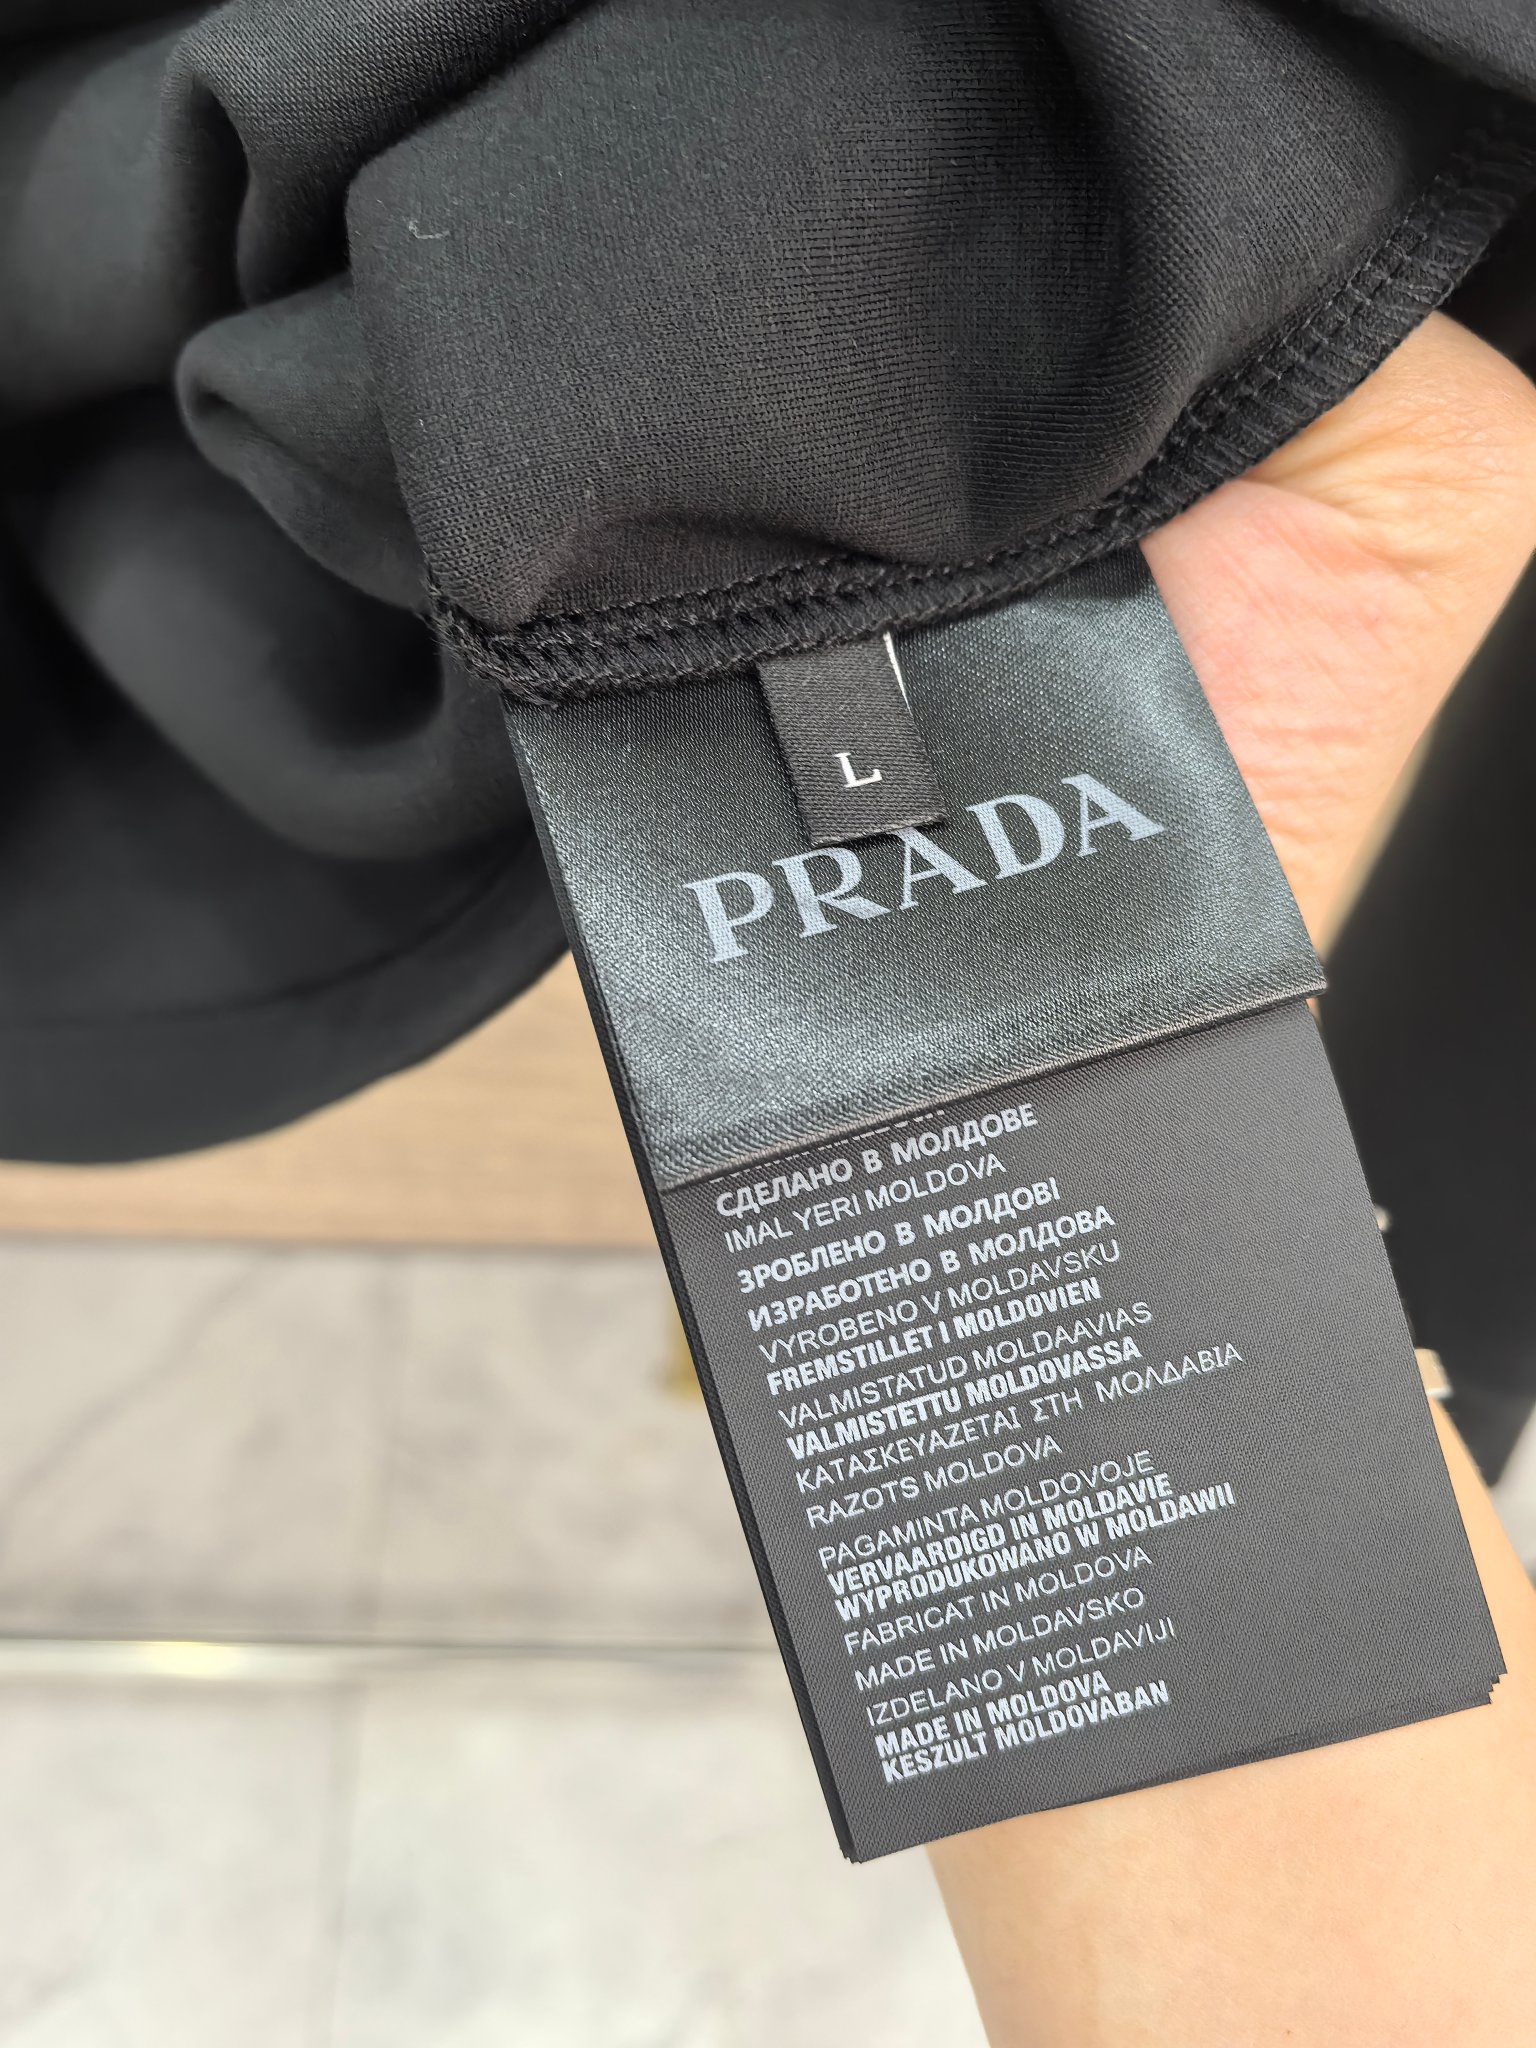 L
PRADA
СДЕЛАНО В МОЛДОВЕ
IMAL YERI MOLDOVA
ЗРОБЛЕНО В МОЛДОВІ
ИЗРАБОТЕНО В МОЛДОВА
VYROBENO V MOLDAVSKU
FREMSTILLET I MOLDOVIEN
VALMISTATUD MOLDAAVIAS
VALMISTETTU MOLDOVASSA
ΚΑΤΑΣΚΕΥΑΖΕΤΑΙ ΣΤΗ ΜΟΛΔΑΒΙΑ
RAZOTS MOLDOVA
PAGAMINTA MOLDOVOJE
VERVAARDIGD IN MOLDAVIE
WYPRODUKOWANO W MOLDAWII
FABRICAT IN MOLDOVA
MADE IN MOLDAVSKO
IZDELANO V MOLDAVIJI
MADE IN MOLDOVA
KESZULT MOLDOVABAN